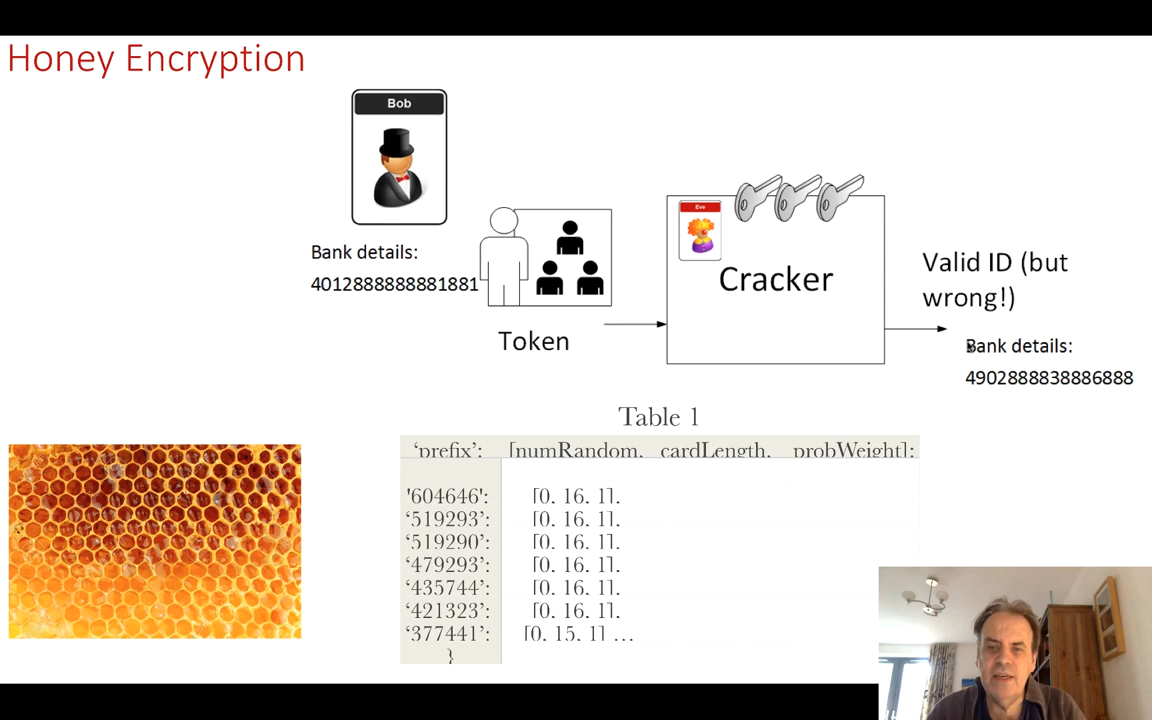 Honey Encryption
Bob
Bank details:
4012888888881881
Token
Eve
Cracker
Valid ID (but
wrong!)
Bank details:
4902888838886888
Table 1
‘prefix’: [numRandom, cardLength, probWeight]:
'604646': [0, 16, 1],
‘519293’: [0, 16, 1],
‘519290’: [0, 16, 1],
‘479293’: [0, 16, 1],
‘435744’: [0, 16, 1],
‘421323’: [0, 16, 1],
‘377441’: [0, 15, 1] ...
}